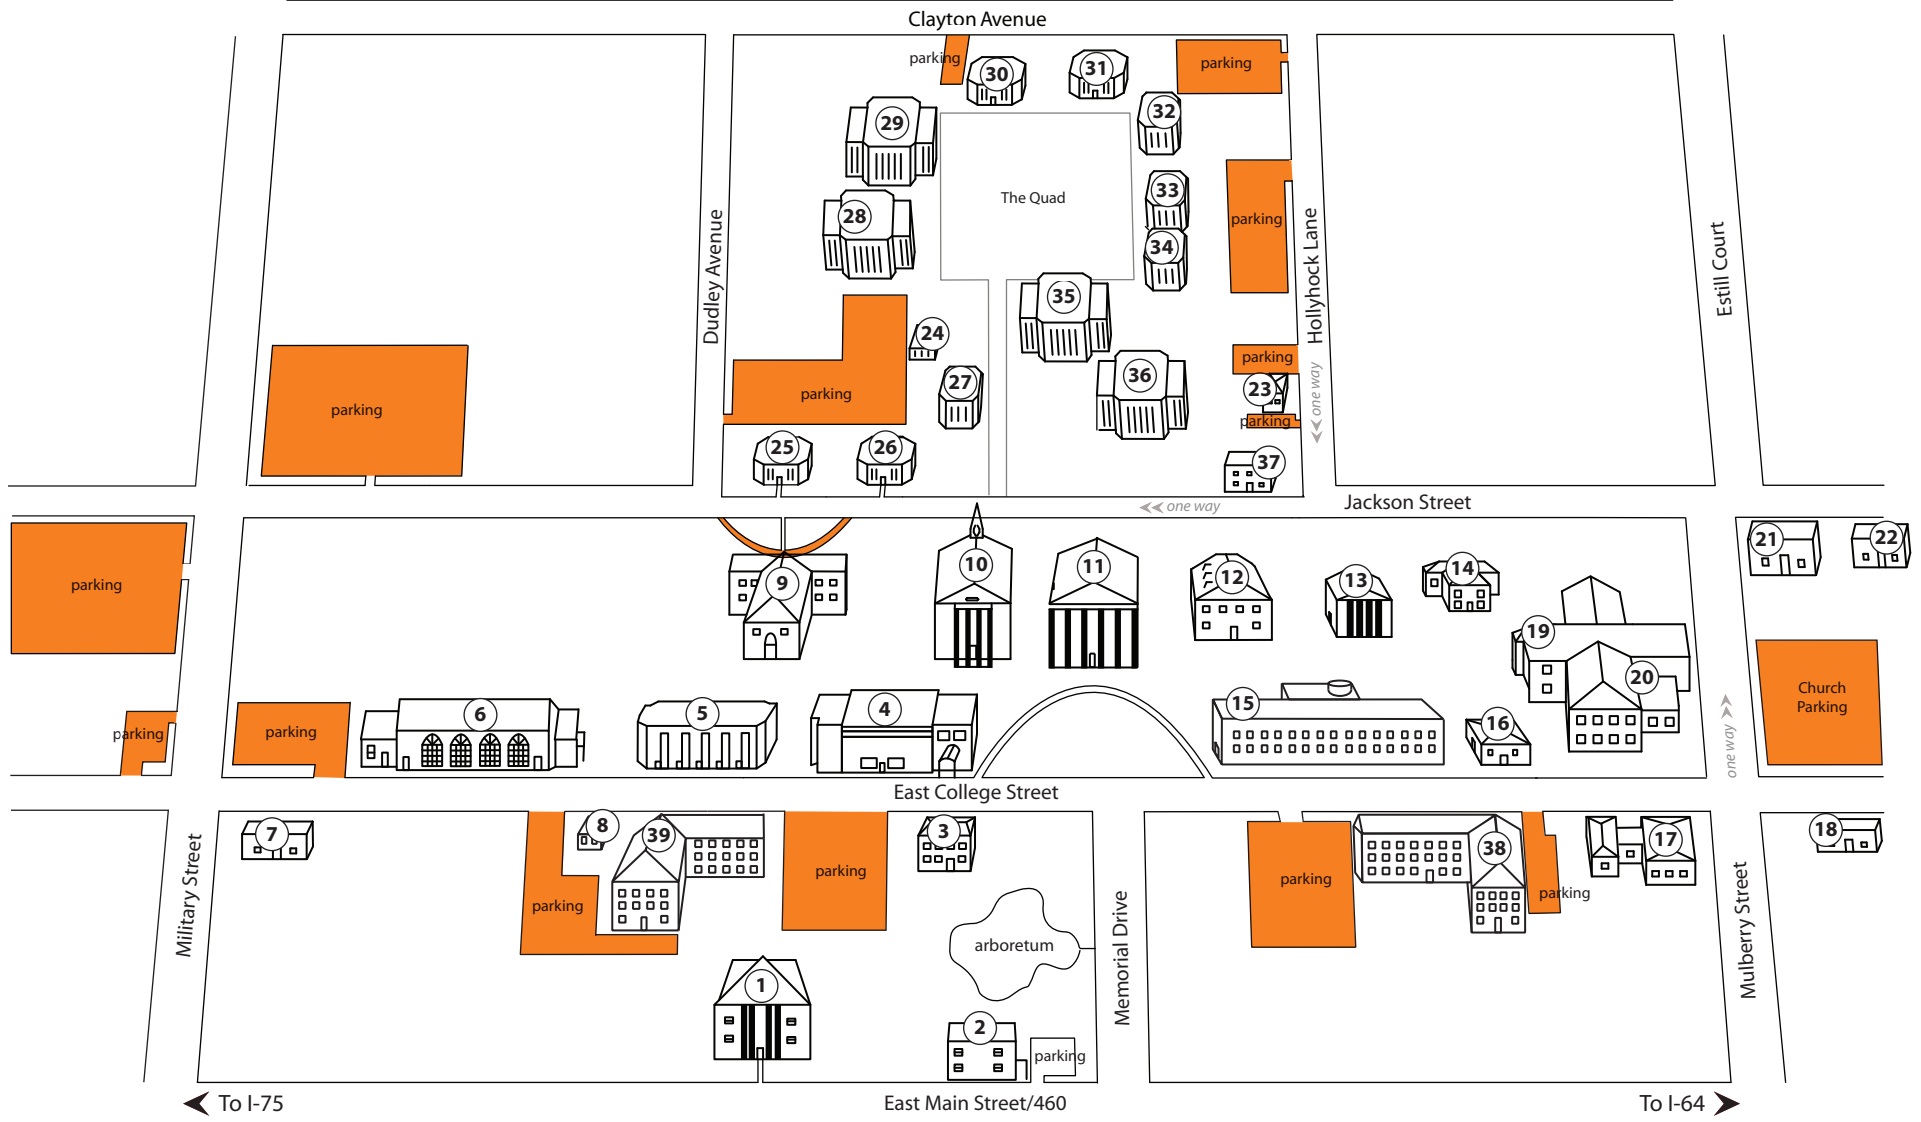 Clayton Avenue
parking
30
31
parking
32
29
The Quad
33
parking
28
34
Dudley Avenue
Hollyhock Lane
Estill Court
35
24
parking
36
27
one way
23
parking
parking
parking
25
26
37
Jackson Street
one way
21
22
10
11
12
13
14
9
parking
19
20
Church
Parking
6
5
4
15
16
parking
parking
one way
East College Street
7
8
39
3
38
17
18
parking
parking
parking
parking
Military Street
arboretum
Memorial Drive
Mulberry Street
1
2
parking
To I-75
East Main Street/460
To I-64